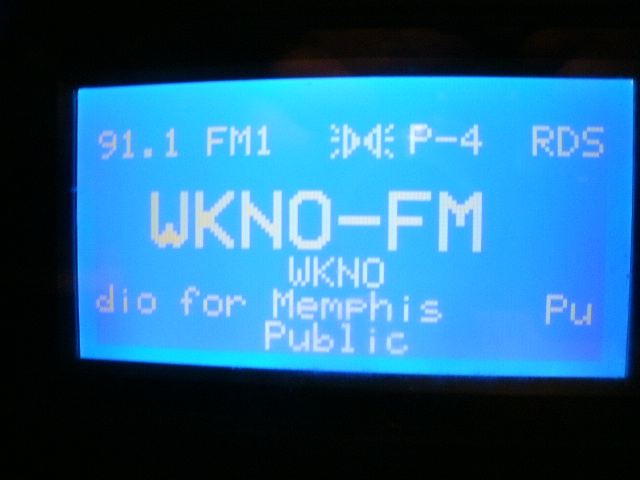 91.1 FM1 P-4 RDS
WKNO-FM
WKNO
dio for Memphis Pu
Public